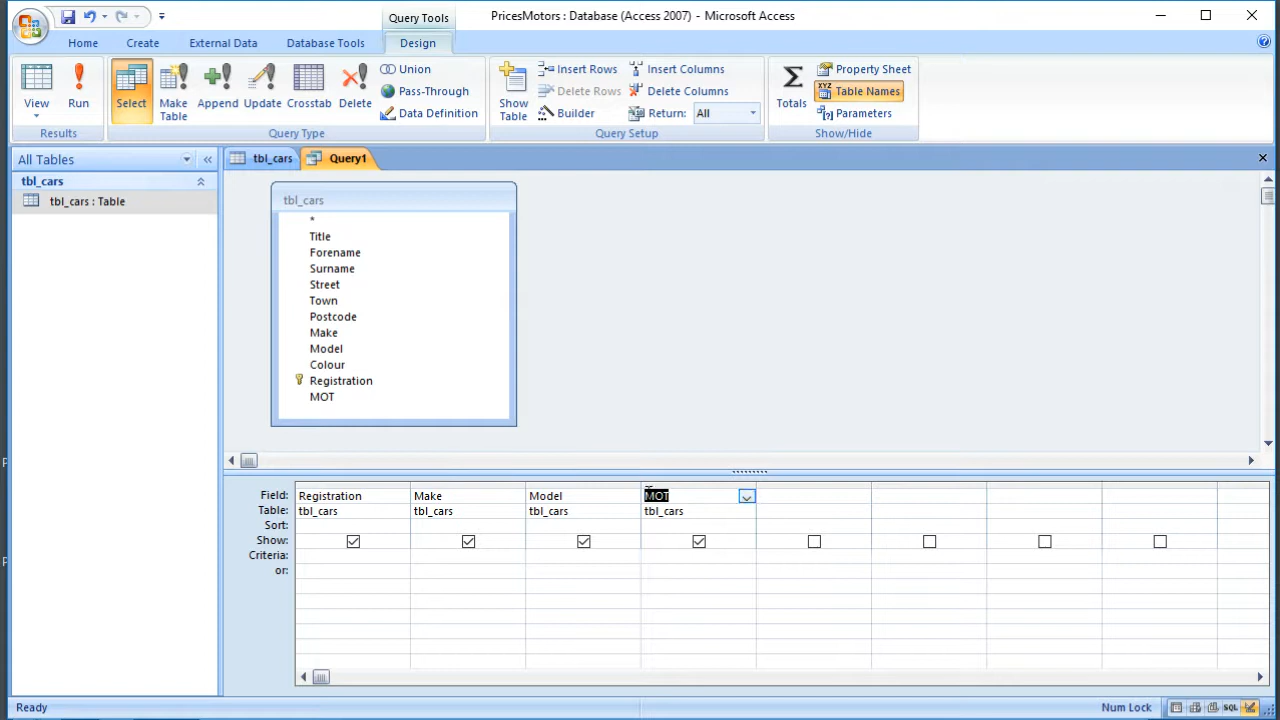 PricesMotors : Database (Access 2007) - Microsoft Access
Query Tools
Home
Create
External Data
Database Tools
Design
View
Run
Results
Select
Make Table
Append
Update
Crosstab
Delete
Union
Pass-Through
Data Definition
Query Type
Show Table
Insert Rows
Delete Rows
Builder
Insert Columns
Delete Columns
Return: All
Query Setup
Totals
Property Sheet
XYZ Table Names
Parameters
Show/Hide
All Tables
tbl_cars
tbl_cars : Table
tbl_cars
Query1
tbl_cars
*
Title
Forename
Surname
Street
Town
Postcode
Make
Model
Colour
Registration
MOT
Field: Registration Make Model MOT
Table: tbl_cars tbl_cars tbl_cars tbl_cars
Sort:
Show:
Criteria:
or:
Ready
Num Lock
SQL